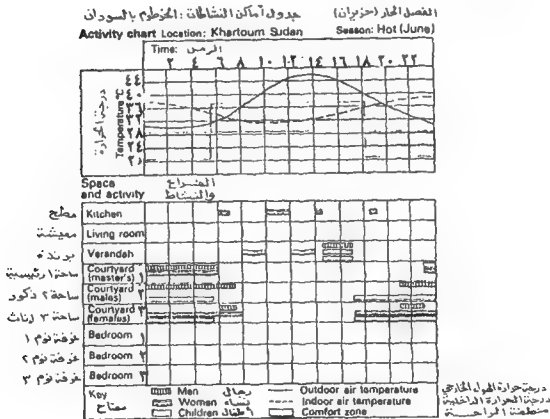 جدول أماكن النشاطات : الخرطوم بالسودان الفصل الحار (حزيران)
Activity chart Location: Khartoum Sudan Season: Hot (June)
Time: الزمن
٢ ٤ ٦ ٨ ١٠ ١٢ ١٤ ١٦ ١٨ ٢٠ ٢٢
درجة الحرارة
Temperature °C
٤٤
٤٠
٣٦
٣٢
٢٨
٢٤
٢٠
Space الفراغ
and activity والنشاط
مطبخ Kitchen
معيشة Living room
برنده Verandah
ساحة ١ رئيسية Courtyard (master's) ١
ساحة ٢ ذكور Courtyard (males) ٢
ساحة ٣ إناث Courtyard (females) ٣
غرفة نوم ١ Bedroom ١
غرفة نوم ٢ Bedroom ٢
غرفة نوم ٣ Bedroom ٣
Key مفتاح
Men رجال
Women نساء
Children أطفال
Outdoor air temperature درجة حرارة الهواء الخارجي
Indoor air temperature درجة الحرارة الداخلية
Comfort zone منطقة الراحة